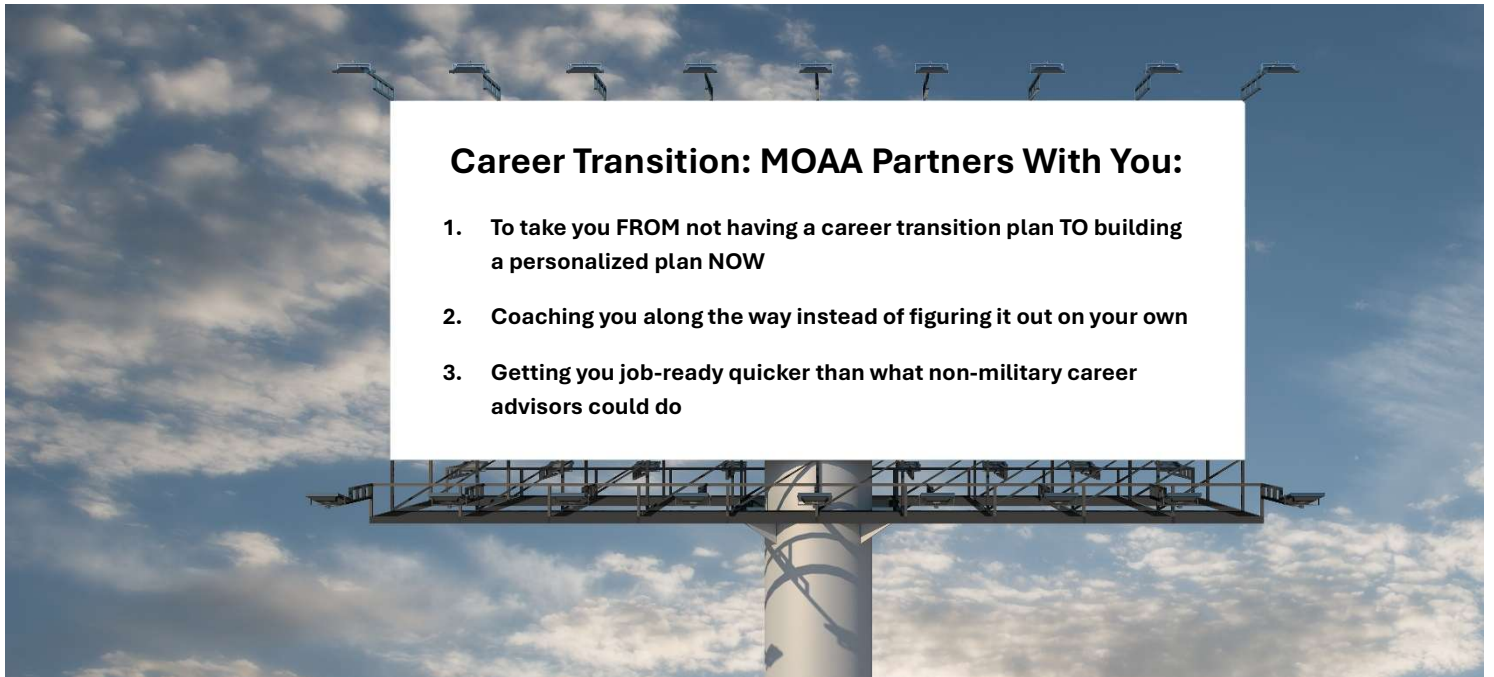 Career Transition: MOAA Partners With You:
1. To take you FROM not having a career transition plan TO building
a personalized plan NOW
2. Coaching you along the way instead of figuring it out on your own
3. Getting you job-ready quicker than what non-military career
advisors could do